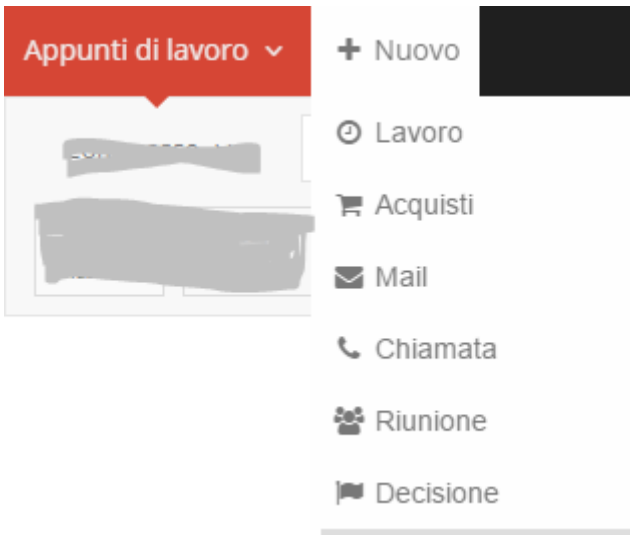 Appunti di lavoro
Nuovo
Lavoro
Acquisti
Mail
Chiamata
Riunione
Decisione